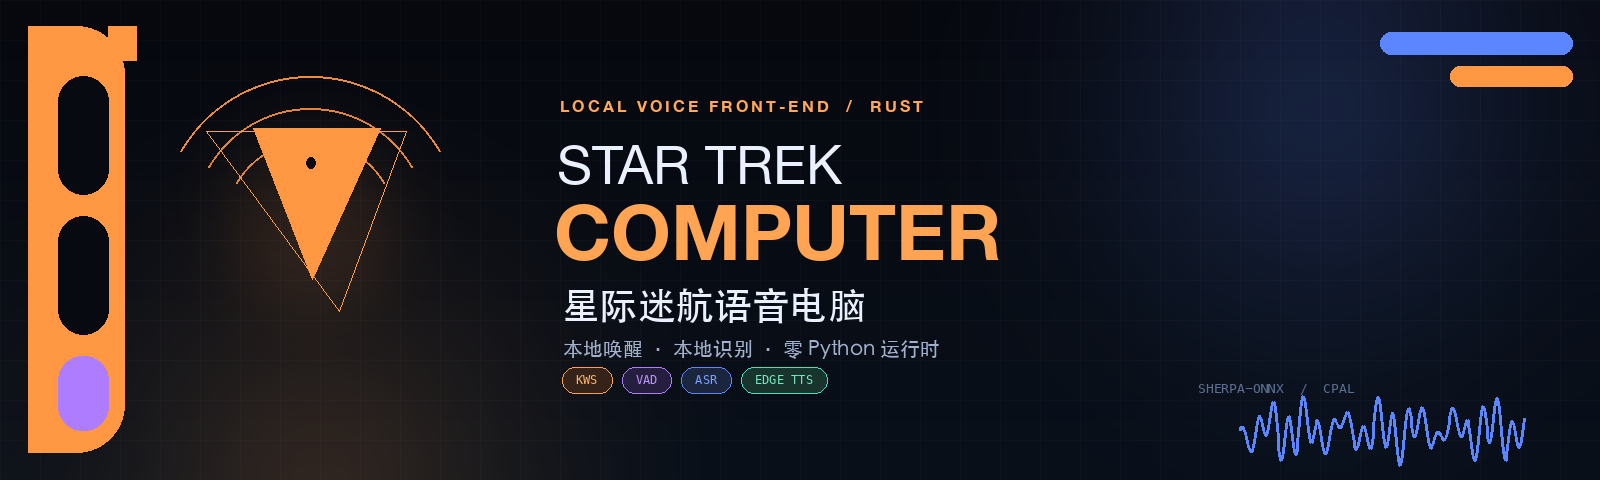 LOCAL VOICE FRONT-END / RUST
STAR TREK
COMPUTER
星际迷航语音电脑
本地唤醒 · 本地识别 · 零 Python 运行时
KWS VAD ASR EDGE TTS
SHERPA-ONNX / CPAL